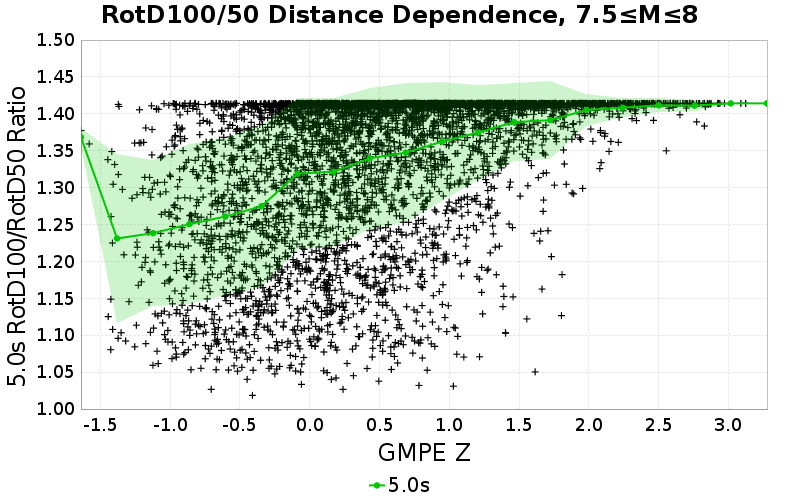 RotD100/50 Distance Dependence, 7.5≤M≤8
5.0s RotD100/RotD50 Ratio
1.50
1.45
1.40
1.35
1.30
1.25
1.20
1.15
1.10
1.05
1.00
-1.5 -1.0 -0.5 0.0 0.5 1.0 1.5 2.0 2.5 3.0
GMPE Z
5.0s